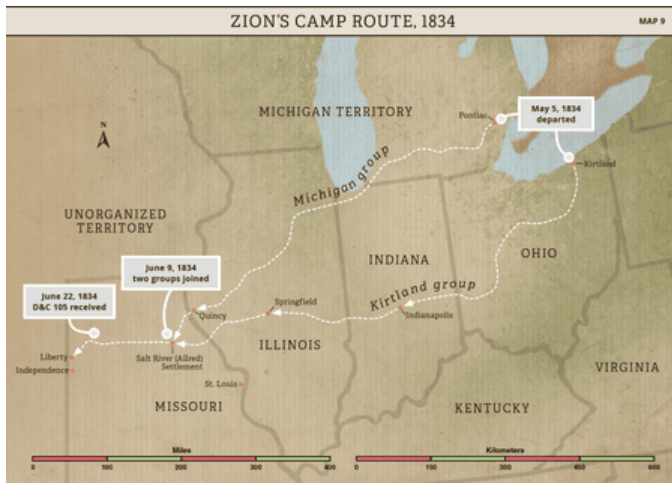 ZION'S CAMP ROUTE, 1834
MAP 9
MICHIGAN TERRITORY
Pontiac
May 5, 1834
departed
Kirtland
N
Michigan group
UNORGANIZED
TERRITORY
INDIANA
OHIO
June 9, 1834
two groups joined
Kirtland group
June 22, 1834
D&C 105 received
Springfield
Quincy
Indianapolis
Salt River (Allred)
Settlement
ILLINOIS
Liberty
Independence
St. Louis
VIRGINIA
MISSOURI
KENTUCKY
Miles
0 100 200 300 400
Kilometers
0 150 300 450 600